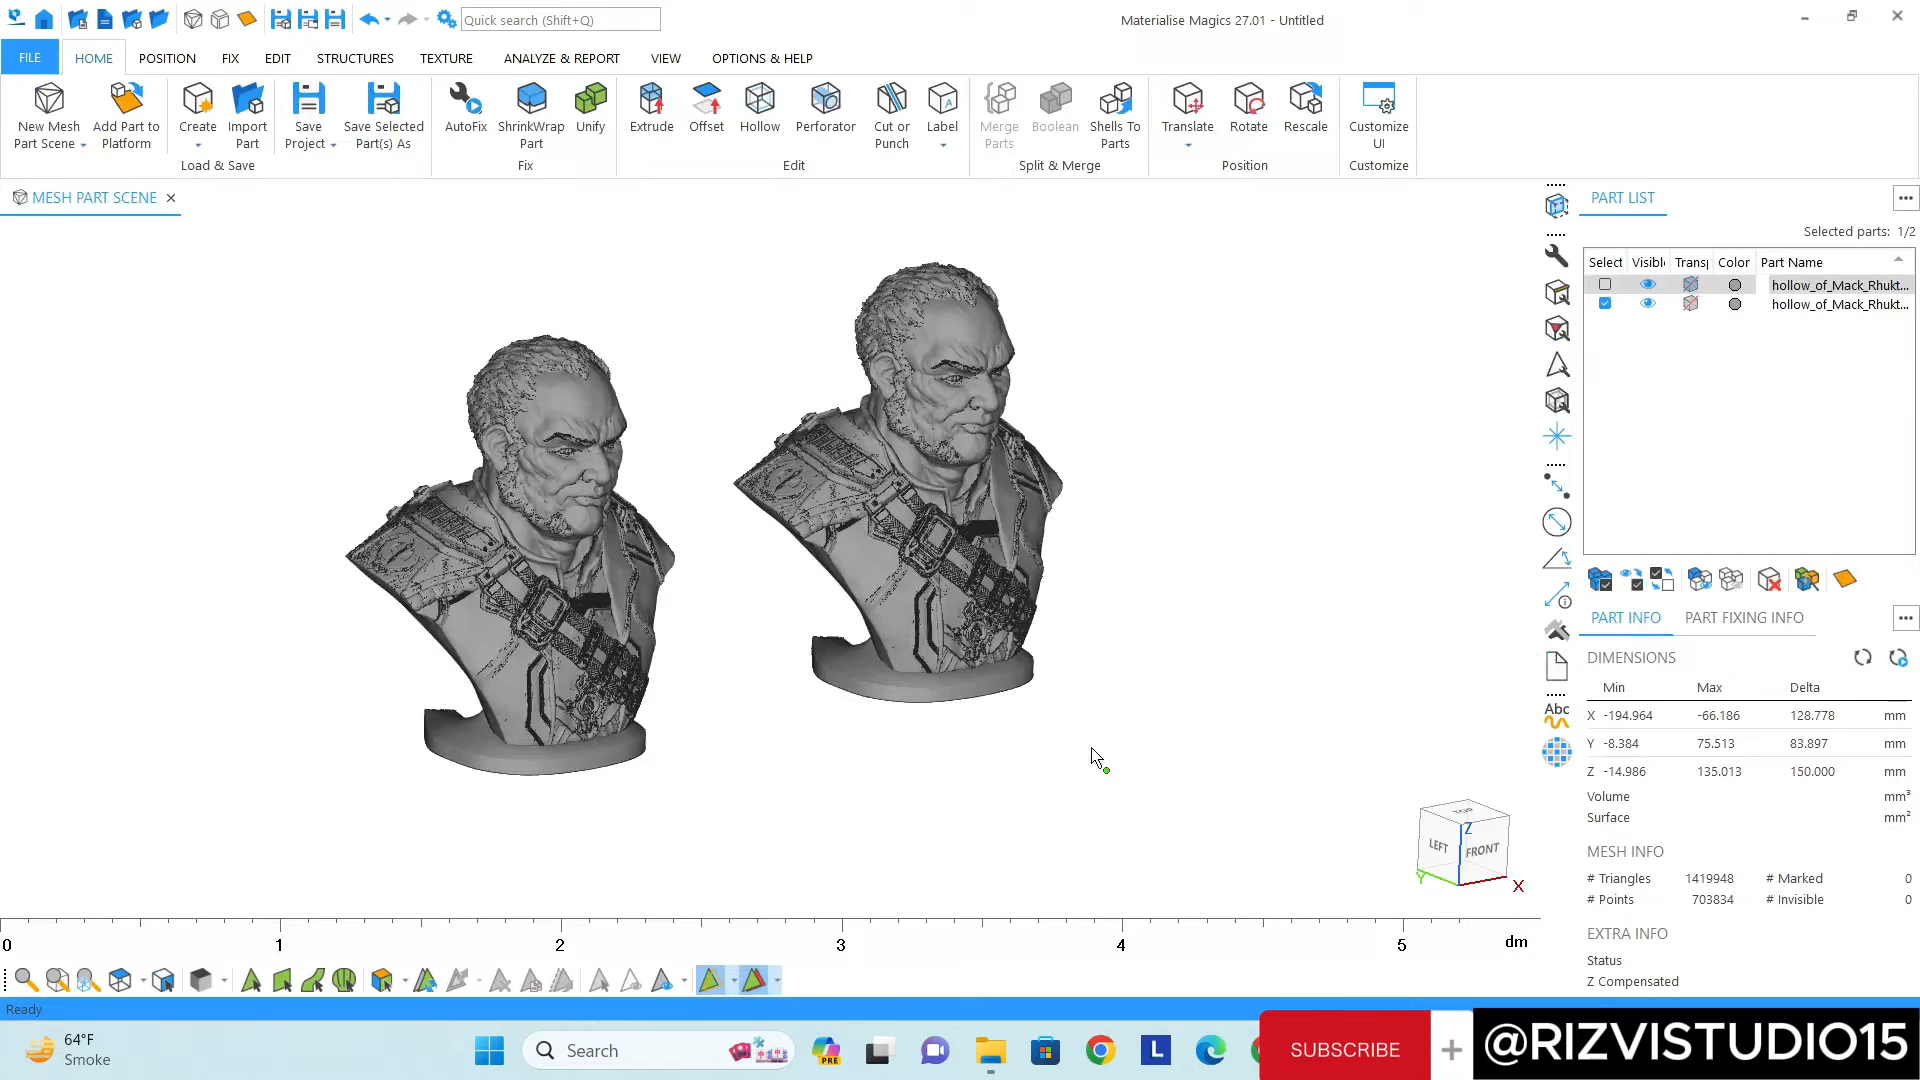 Quick search (Shift+Q)
Materialise Magics 27.01 - Untitled
FILE HOME POSITION FIX EDIT STRUCTURES TEXTURE ANALYZE & REPORT VIEW OPTIONS & HELP
New Mesh Part Scene
Add Part to Platform
Create
Import Part
Save Project
Save Selected Part(s) As
AutoFix
ShrinkWrap Part
Unify
Extrude
Offset
Hollow
Perforator
Cut or Punch
Label
Merge Parts
Boolean
Shells To Parts
Translate
Rotate
Rescale
Customize UI
Load & Save
Fix
Edit
Split & Merge
Position
Customize
MESH PART SCENE
PART LIST
Selected parts: 1/2
Select Visibl Trans Color Part Name
hollow_of_Mack_Rhukt...
hollow_of_Mack_Rhukt...
Abc
PART INFO PART FIXING INFO
DIMENSIONS
Min Max Delta
X -194.964 -66.186 128.778 mm
Y -8.384 75.513 83.897 mm
Z -14.986 135.013 150.000 mm
Volume mm³
Surface mm²
MESH INFO
# Triangles 1419948 # Marked 0
# Points 703834 # Invisible 0
EXTRA INFO
Status
Z Compensated
TOP
Z
LEFT FRONT
Y X
0 1 2 3 4 5 dm
Ready
64°F
Smoke
Search
PRE
L
SUBSCRIBE
@RIZVISTUDIO15